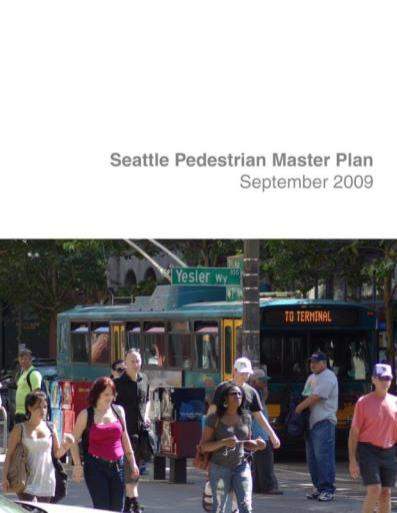 Seattle Pedestrian Master Plan
September 2009
Yesler Wy
TO TERMINAL